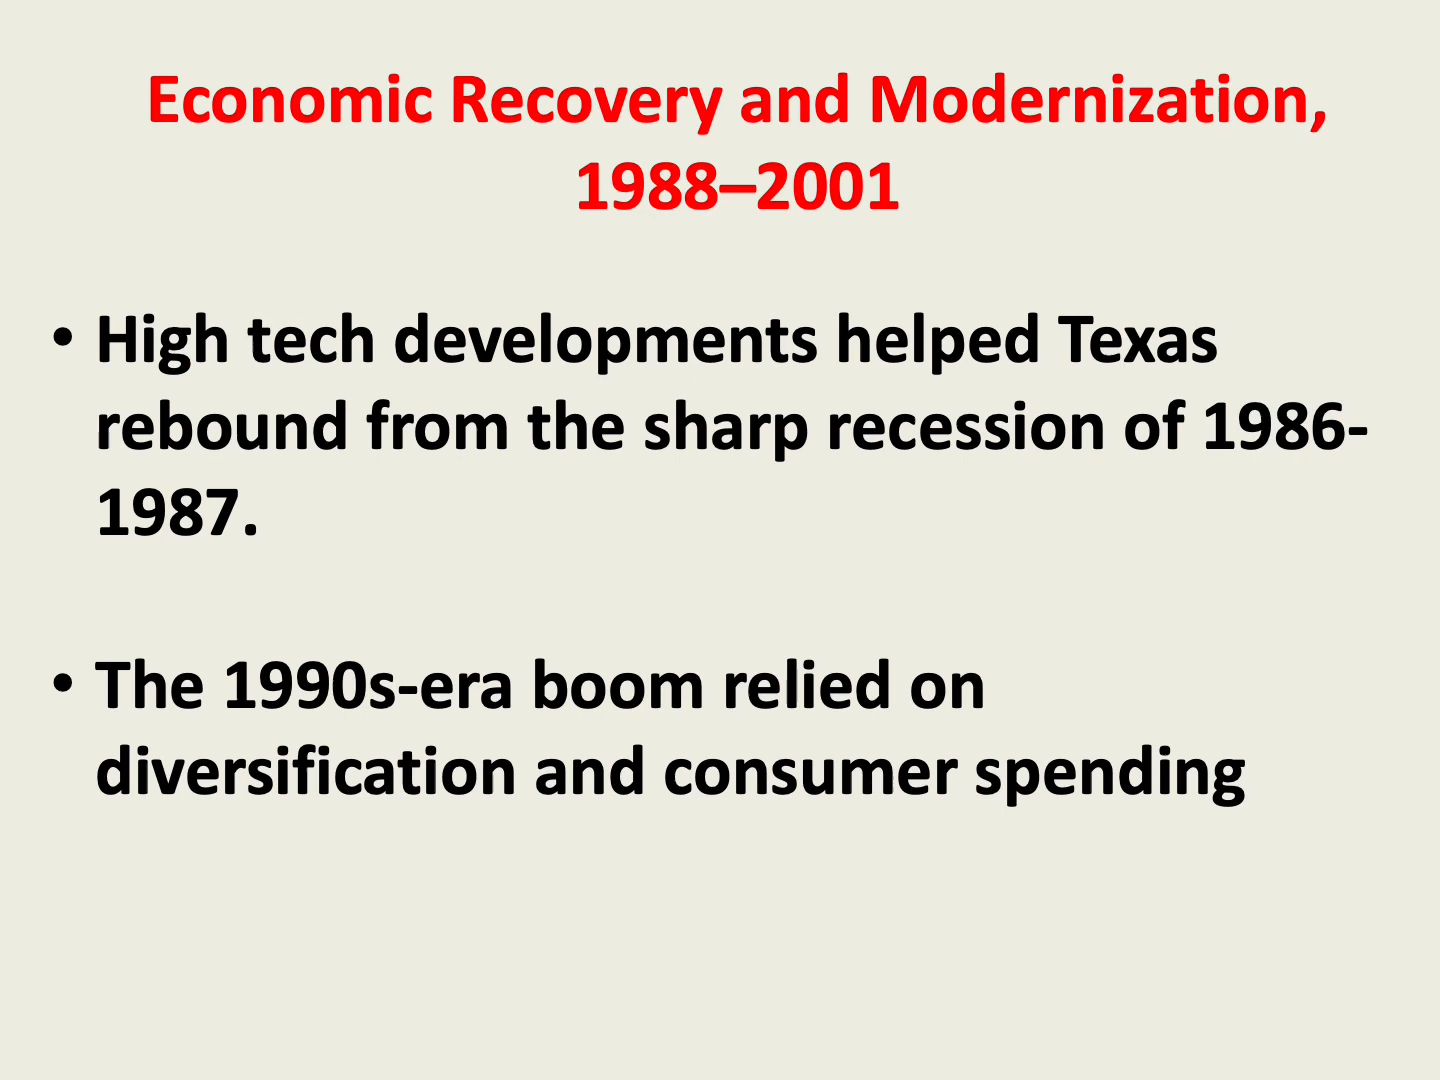 Economic Recovery and Modernization,
1988–2001
• High tech developments helped Texas
rebound from the sharp recession of 1986-
1987.
• The 1990s-era boom relied on
diversification and consumer spending